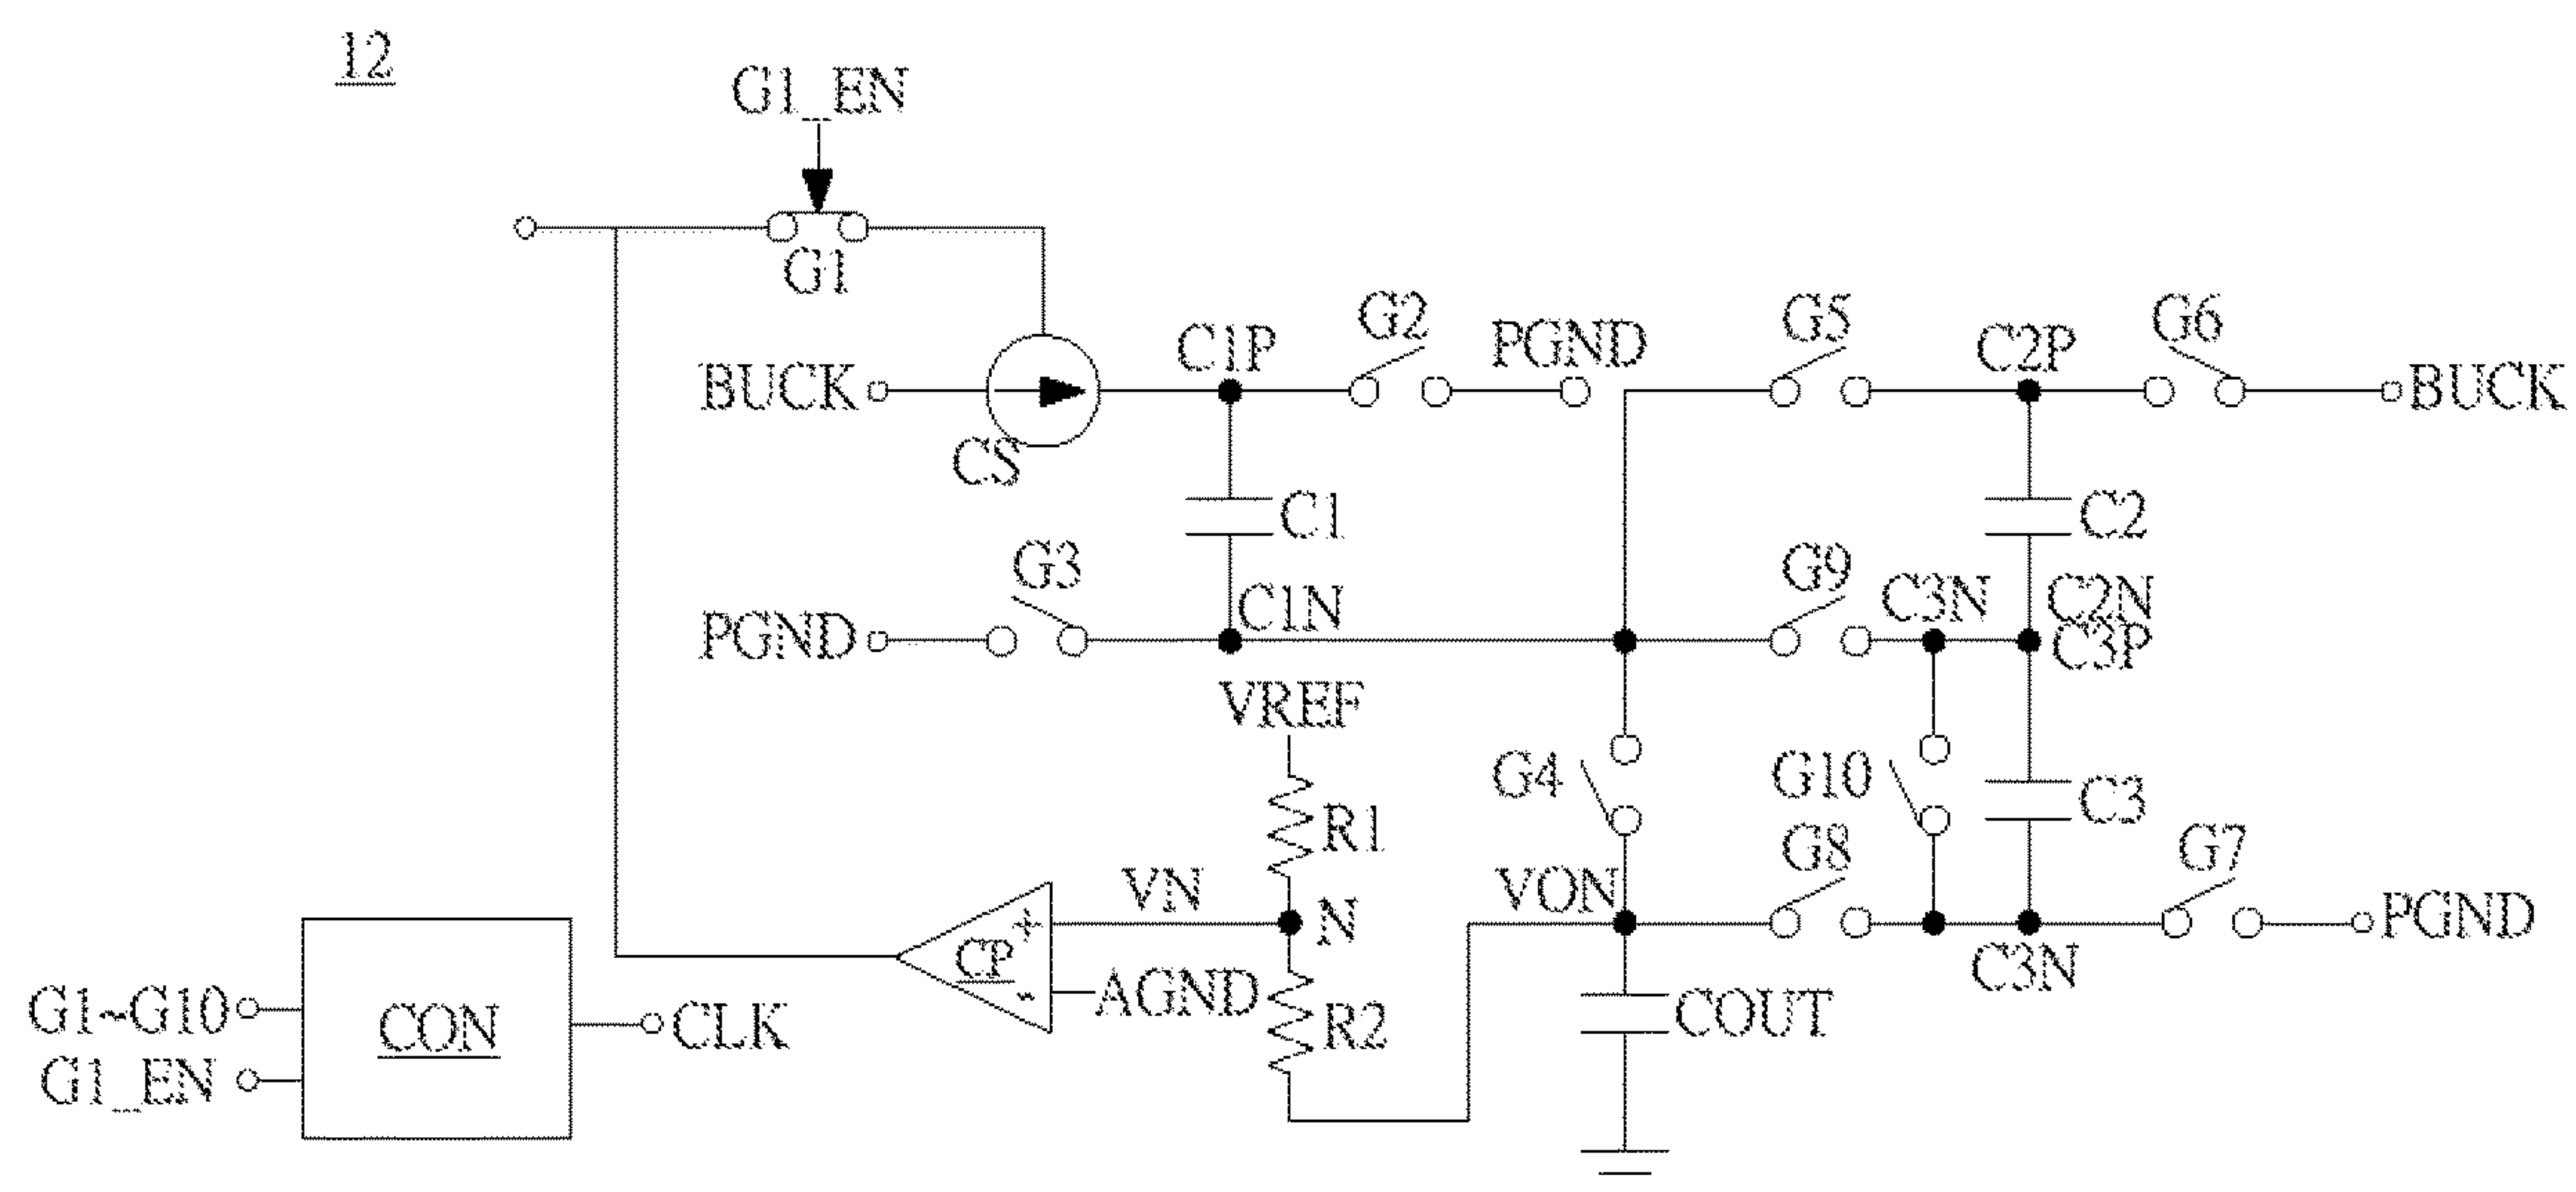 12
G1_EN
G1
BUCK
CS
C1P
G2
PGND
G5
C2P
G6
BUCK
C1
C2
G3
PGND
C1N
G9
C3N
C2N
C3P
VREF
R1
G4
G10
C3
VN
N
VON
G8
G7
PGND
C3N
CP
+
-
AGND
R2
COUT
G1~G10
G1_EN
CON
CLK